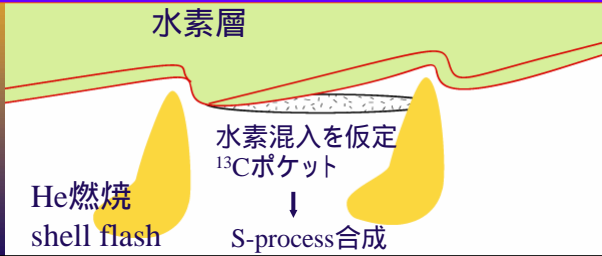 水素層
水素混入を仮定
¹³Cポケット
↓
He燃焼
shell flash
S-process合成